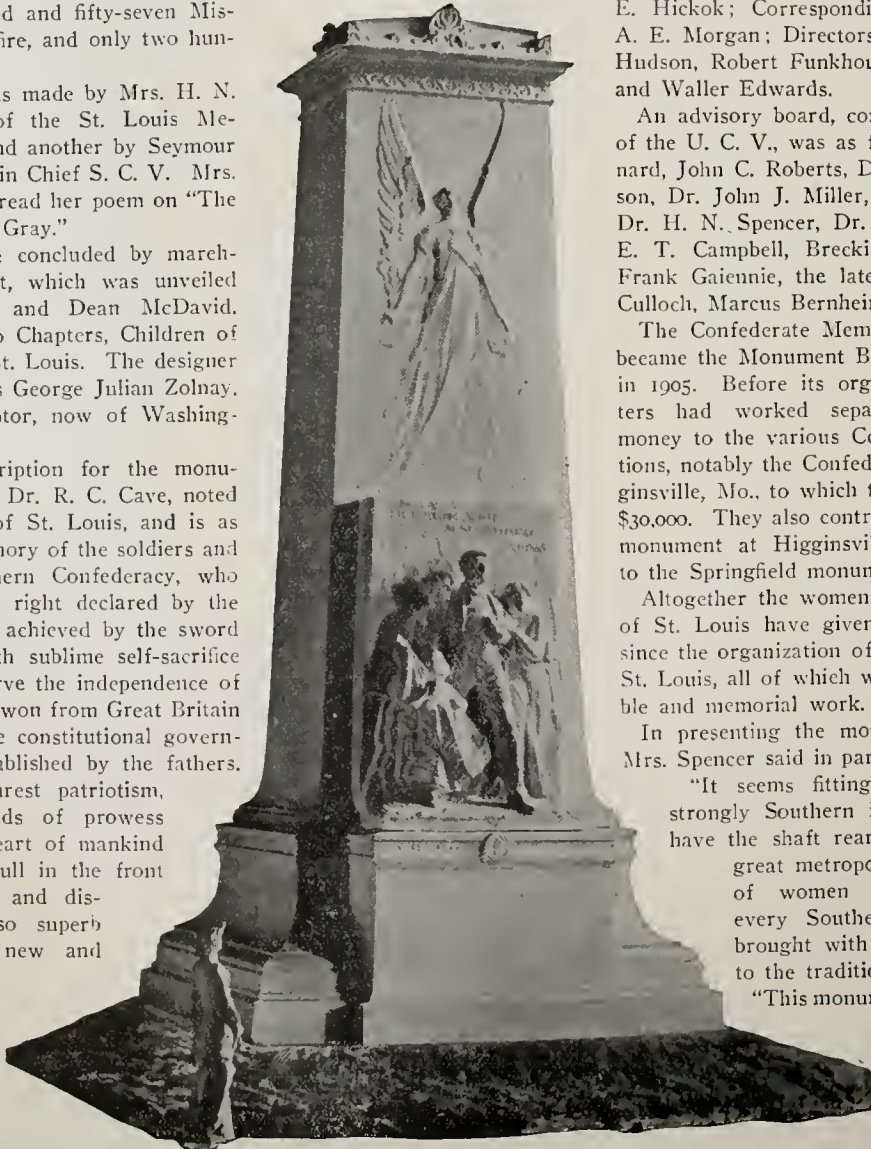 d and fifty-seven Mis-
fire, and only two hun-
s made by Mrs. H. N.
of the St. Louis Me-
nd another by Seymour
in Chief S. C. V. Mrs.
read her poem on "The
Gray."
e concluded by march-
t, which was unveiled
and Dean McDavid.
o Chapters, Children of
St. Louis. The designer
s George Julian Zolnay.
ator, now of Washing-
ription for the monu-
Dr. R. C. Cave, noted
of St. Louis, and is as
nory of the soldiers and
hern Confederacy, who
right declared by the
achieved by the sword
th sublime self-sacrifice
rve the independence of
won from Great Britain
e constitutional govern-
ablished by the fathers.
urest patriotism,
ds of prowess
eart of mankind
ull in the front
and dis-
so superb
new and
E. Hickok; Correspondi
A. E. Morgan; Directors
Hudson, Robert Funkhou
and Waller Edwards.
An advisory board, co
of the U. C. V., was as f
nard, John C. Roberts, D
son, Dr. John J. Miller,
Dr. H. N. Spencer, Dr.
E. T. Campbell, Brecki
Frank Gaiennie, the late
Culloch, Marcus Bernhei
The Confederate Mem
became the Monument B
in 1905. Before its org
ters had worked sepa
money to the various Co
tions, notably the Confed
ginsville, Mo., to which t
$30,000. They also contr
monument at Higginsvi
to the Springfield monu
Altogether the women
of St. Louis have given
since the organization of
St. Louis, all of which w
ble and memorial work.
In presenting the mo
Mrs. Spencer said in par
"It seems fitting
strongly Southern
have the shaft rear
great metropo
of women
every Southe
brought with
to the traditio
"This monu